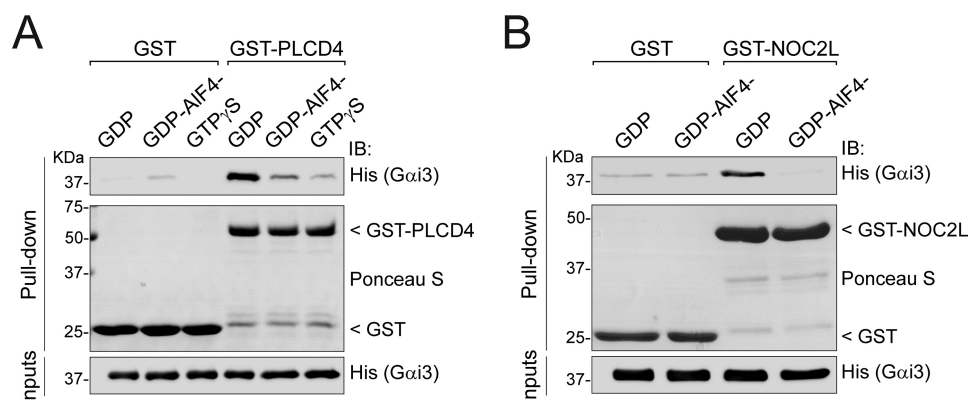 A
GST GST-PLCD4
GDP GDP-AlF4- GTPγS GDP GDP-AlF4- GTPγS
IB:
KDa
37- His (Gαi3)
75-
50- < GST-PLCD4
37- Ponceau S
25- < GST
37- His (Gαi3)
Pull-down
nputs
B
GST GST-NOC2L
GDP GDP-AlF4- GDP GDP-AlF4-
IB:
KDa
37- His (Gαi3)
50- < GST-NOC2L
37- Ponceau S
25- < GST
37- His (Gαi3)
Pull-down
nputs